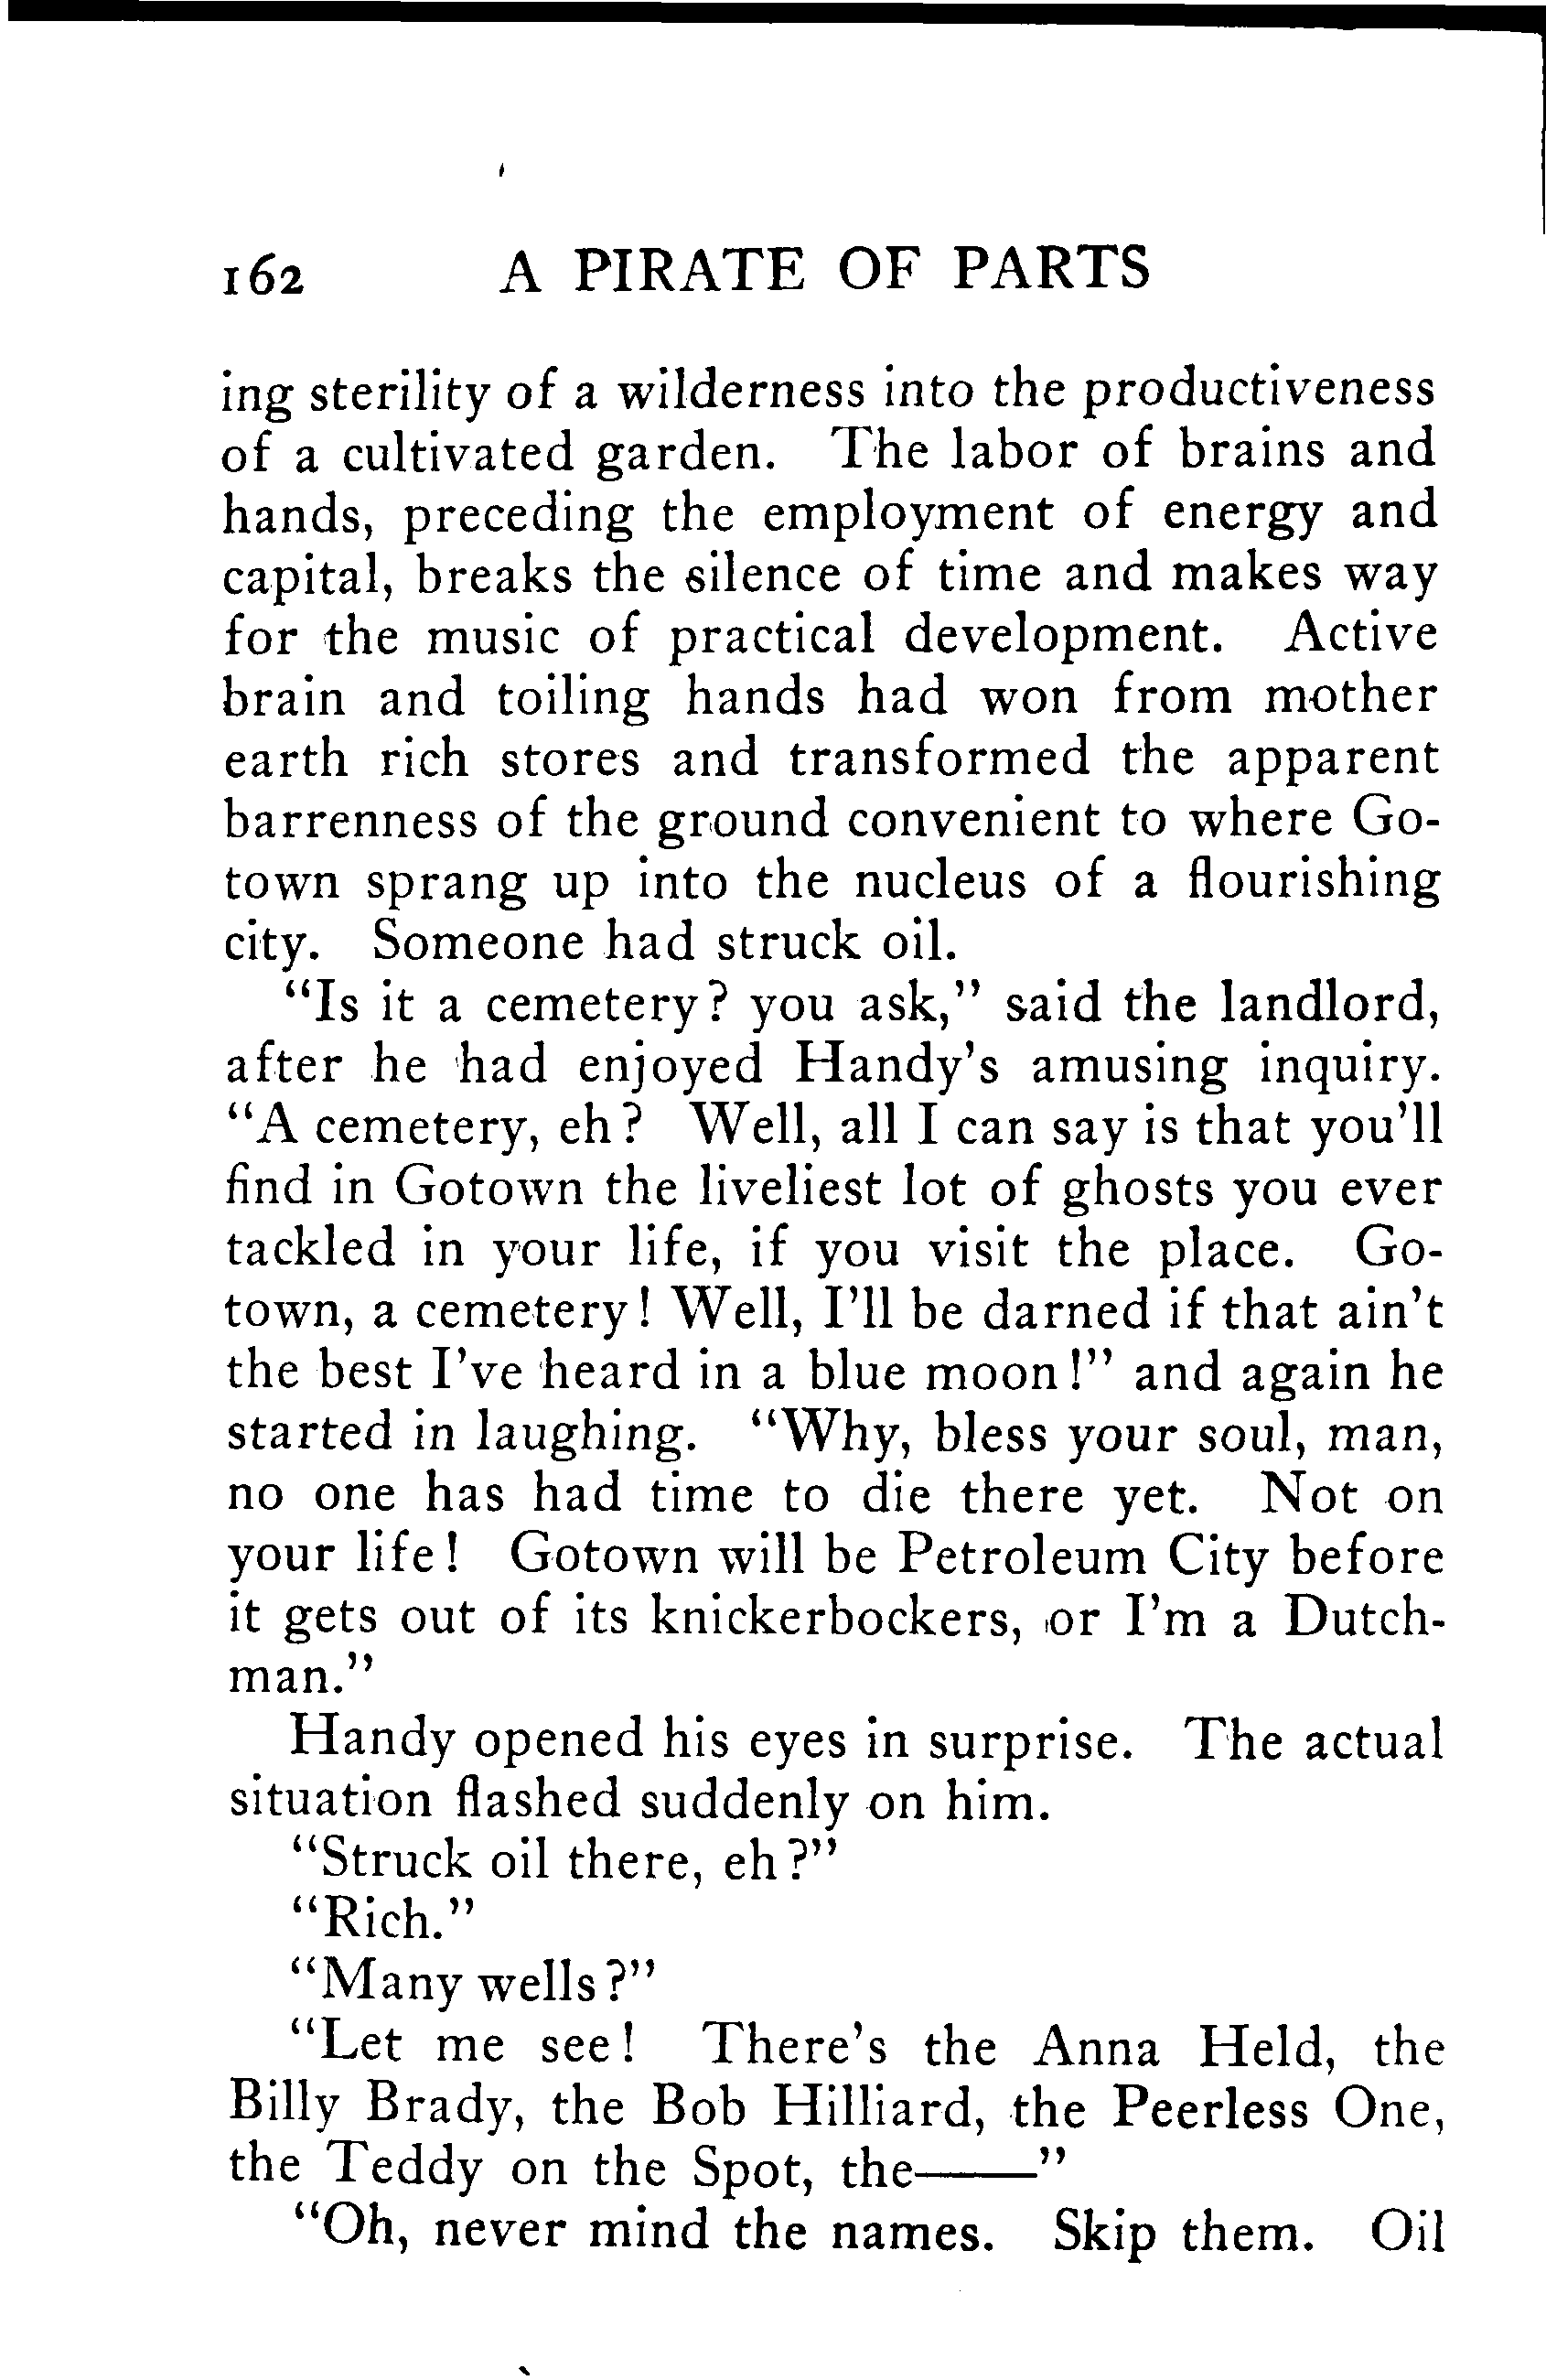 162 A PIRATE OF PARTS
ing sterility of a wilderness into the productiveness
of a cultivated garden. The labor of brains and
hands, preceding the employment of energy and
capital, breaks the silence of time and makes way
for the music of practical development. Active
brain and toiling hands had won from mother
earth rich stores and transformed the apparent
barrenness of the ground convenient to where Go-
town sprang up into the nucleus of a flourishing
city. Someone had struck oil.
"Is it a cemetery? you ask," said the landlord,
after he had enjoyed Handy's amusing inquiry.
"A cemetery, eh? Well, all I can say is that you'll
find in Gotown the liveliest lot of ghosts you ever
tackled in your life, if you visit the place. Go-
town, a cemetery! Well, I'll be darned if that ain't
the best I've heard in a blue moon!" and again he
started in laughing. "Why, bless your soul, man,
no one has had time to die there yet. Not on
your life! Gotown will be Petroleum City before
it gets out of its knickerbockers, or I'm a Dutch-
man."
Handy opened his eyes in surprise. The actual
situation flashed suddenly on him.
"Struck oil there, eh?"
"Rich."
"Many wells?"
"Let me see! There's the Anna Held, the
Billy Brady, the Bob Hilliard, the Peerless One,
the Teddy on the Spot, the——"
"Oh, never mind the names. Skip them. Oil